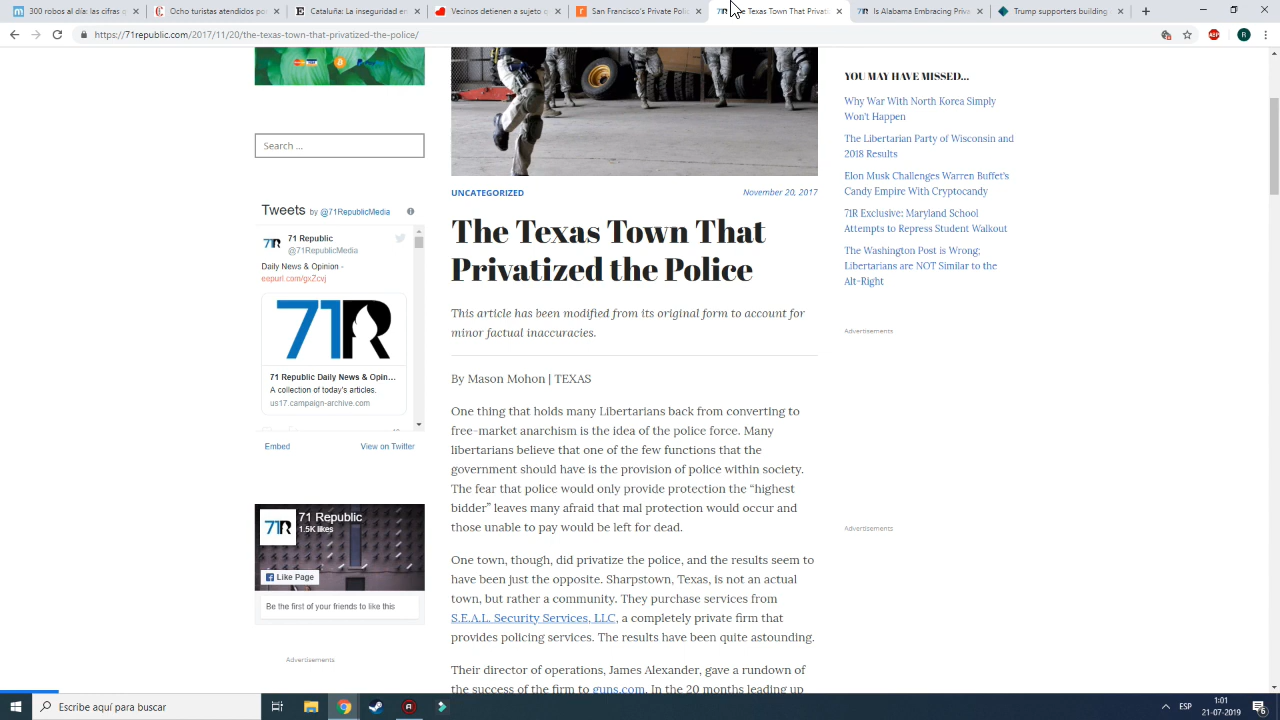 300 robos al día las cifras q
Ocho turistas atendidos po
Cataluña: La inseguridad en
Vecinos detienen a violado
San Francisco's Private Polic
The Texas Town That Privati
Is Alabama Embracing Priva
Trump supporters building
https://71republic.com/2017/11/20/the-texas-town-that-privatized-the-police/
Search ...
Tweets by @71RepublicMedia
71 Republic
@71RepublicMedia
Daily News & Opinion -
eepurl.com/gxZcvj
71R
71 Republic Daily News & Opin...
A collection of today's articles.
us17.campaign-archive.com
Embed
View on Twitter
71R
71 Republic
1.5K likes
Like Page
Be the first of your friends to like this
Advertisements
UNCATEGORIZED
November 20, 2017
The Texas Town That
Privatized the Police
This article has been modified from its original form to account for
minor factual inaccuracies.
By Mason Mohon | TEXAS
One thing that holds many Libertarians back from converting to
free-market anarchism is the idea of the police force. Many
libertarians believe that one of the few functions that the
government should have is the provision of police within society.
The fear that police would only provide protection the “highest
bidder” leaves many afraid that mal protection would occur and
those unable to pay would be left for dead.
One town, though, did privatize the police, and the results seem to
have been just the opposite. Sharpstown, Texas, is not an actual
town, but rather a community. They purchase services from
S.E.A.L. Security Services, LLC, a completely private firm that
provides policing services. The results have been quite astounding.
Their director of operations, James Alexander, gave a rundown of
the success of the firm to guns.com. In the 20 months leading up
YOU MAY HAVE MISSED...
Why War With North Korea Simply
Won't Happen
The Libertarian Party of Wisconsin and
2018 Results
Elon Musk Challenges Warren Buffet's
Candy Empire With Cryptocandy
71R Exclusive: Maryland School
Attempts to Repress Student Walkout
The Washington Post is Wrong:
Libertarians are NOT Similar to the
Alt-Right
Advertisements
Advertisements
Escribe aquí para buscar
ESP
1:01
21-07-2019